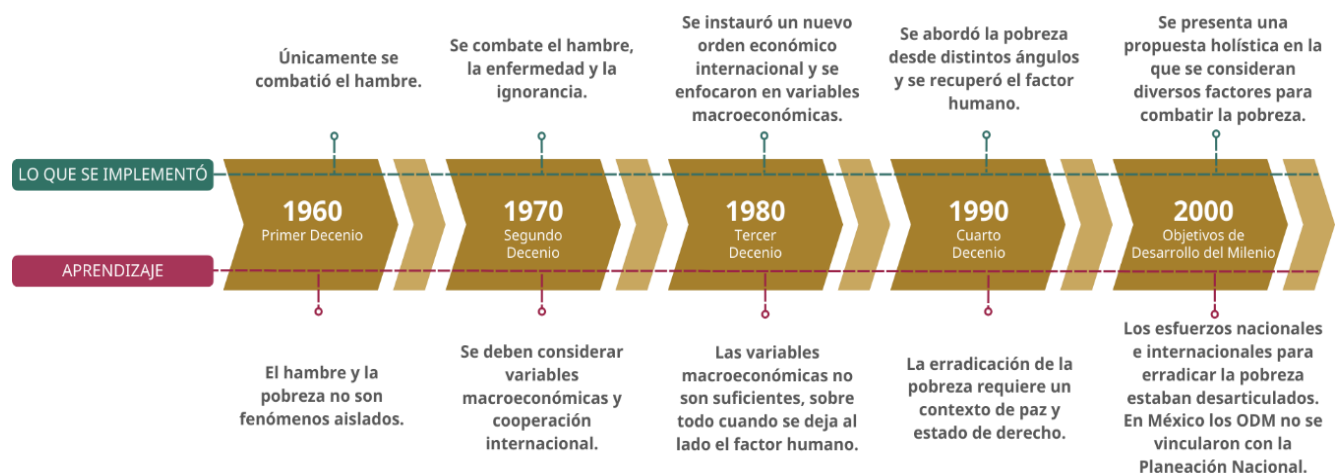 Únicamente se
combatió el hambre.
Se combate el hambre,
la enfermedad y la
ignorancia.
Se instauró un nuevo
orden económico
internacional y se
enfocaron en variables
macroeconómicas.
Se abordó la pobreza
desde distintos ángulos
y se recuperó el factor
humano.
Se presenta una
propuesta holística en la
que se consideran
diversos factores para
combatir la pobreza.
LO QUE SE IMPLEMENTÓ
1960
Primer Decenio
1970
Segundo
Decenio
1980
Tercer
Decenio
1990
Cuarto
Decenio
2000
Objetivos de
Desarrollo del Milenio
APRENDIZAJE
El hambre y la
pobreza no son
fenómenos aislados.
Se deben considerar
variables
macroeconómicas y
cooperación
internacional.
Las variables
macroeconómicas no
son suficientes, sobre
todo cuando se deja al
lado el factor humano.
La erradicación de la
pobreza requiere un
contexto de paz y
estado de derecho.
Los esfuerzos nacionales
e internacionales para
erradicar la pobreza
estaban desarticulados.
En México los ODM no se
vincularon con la
Planeación Nacional.